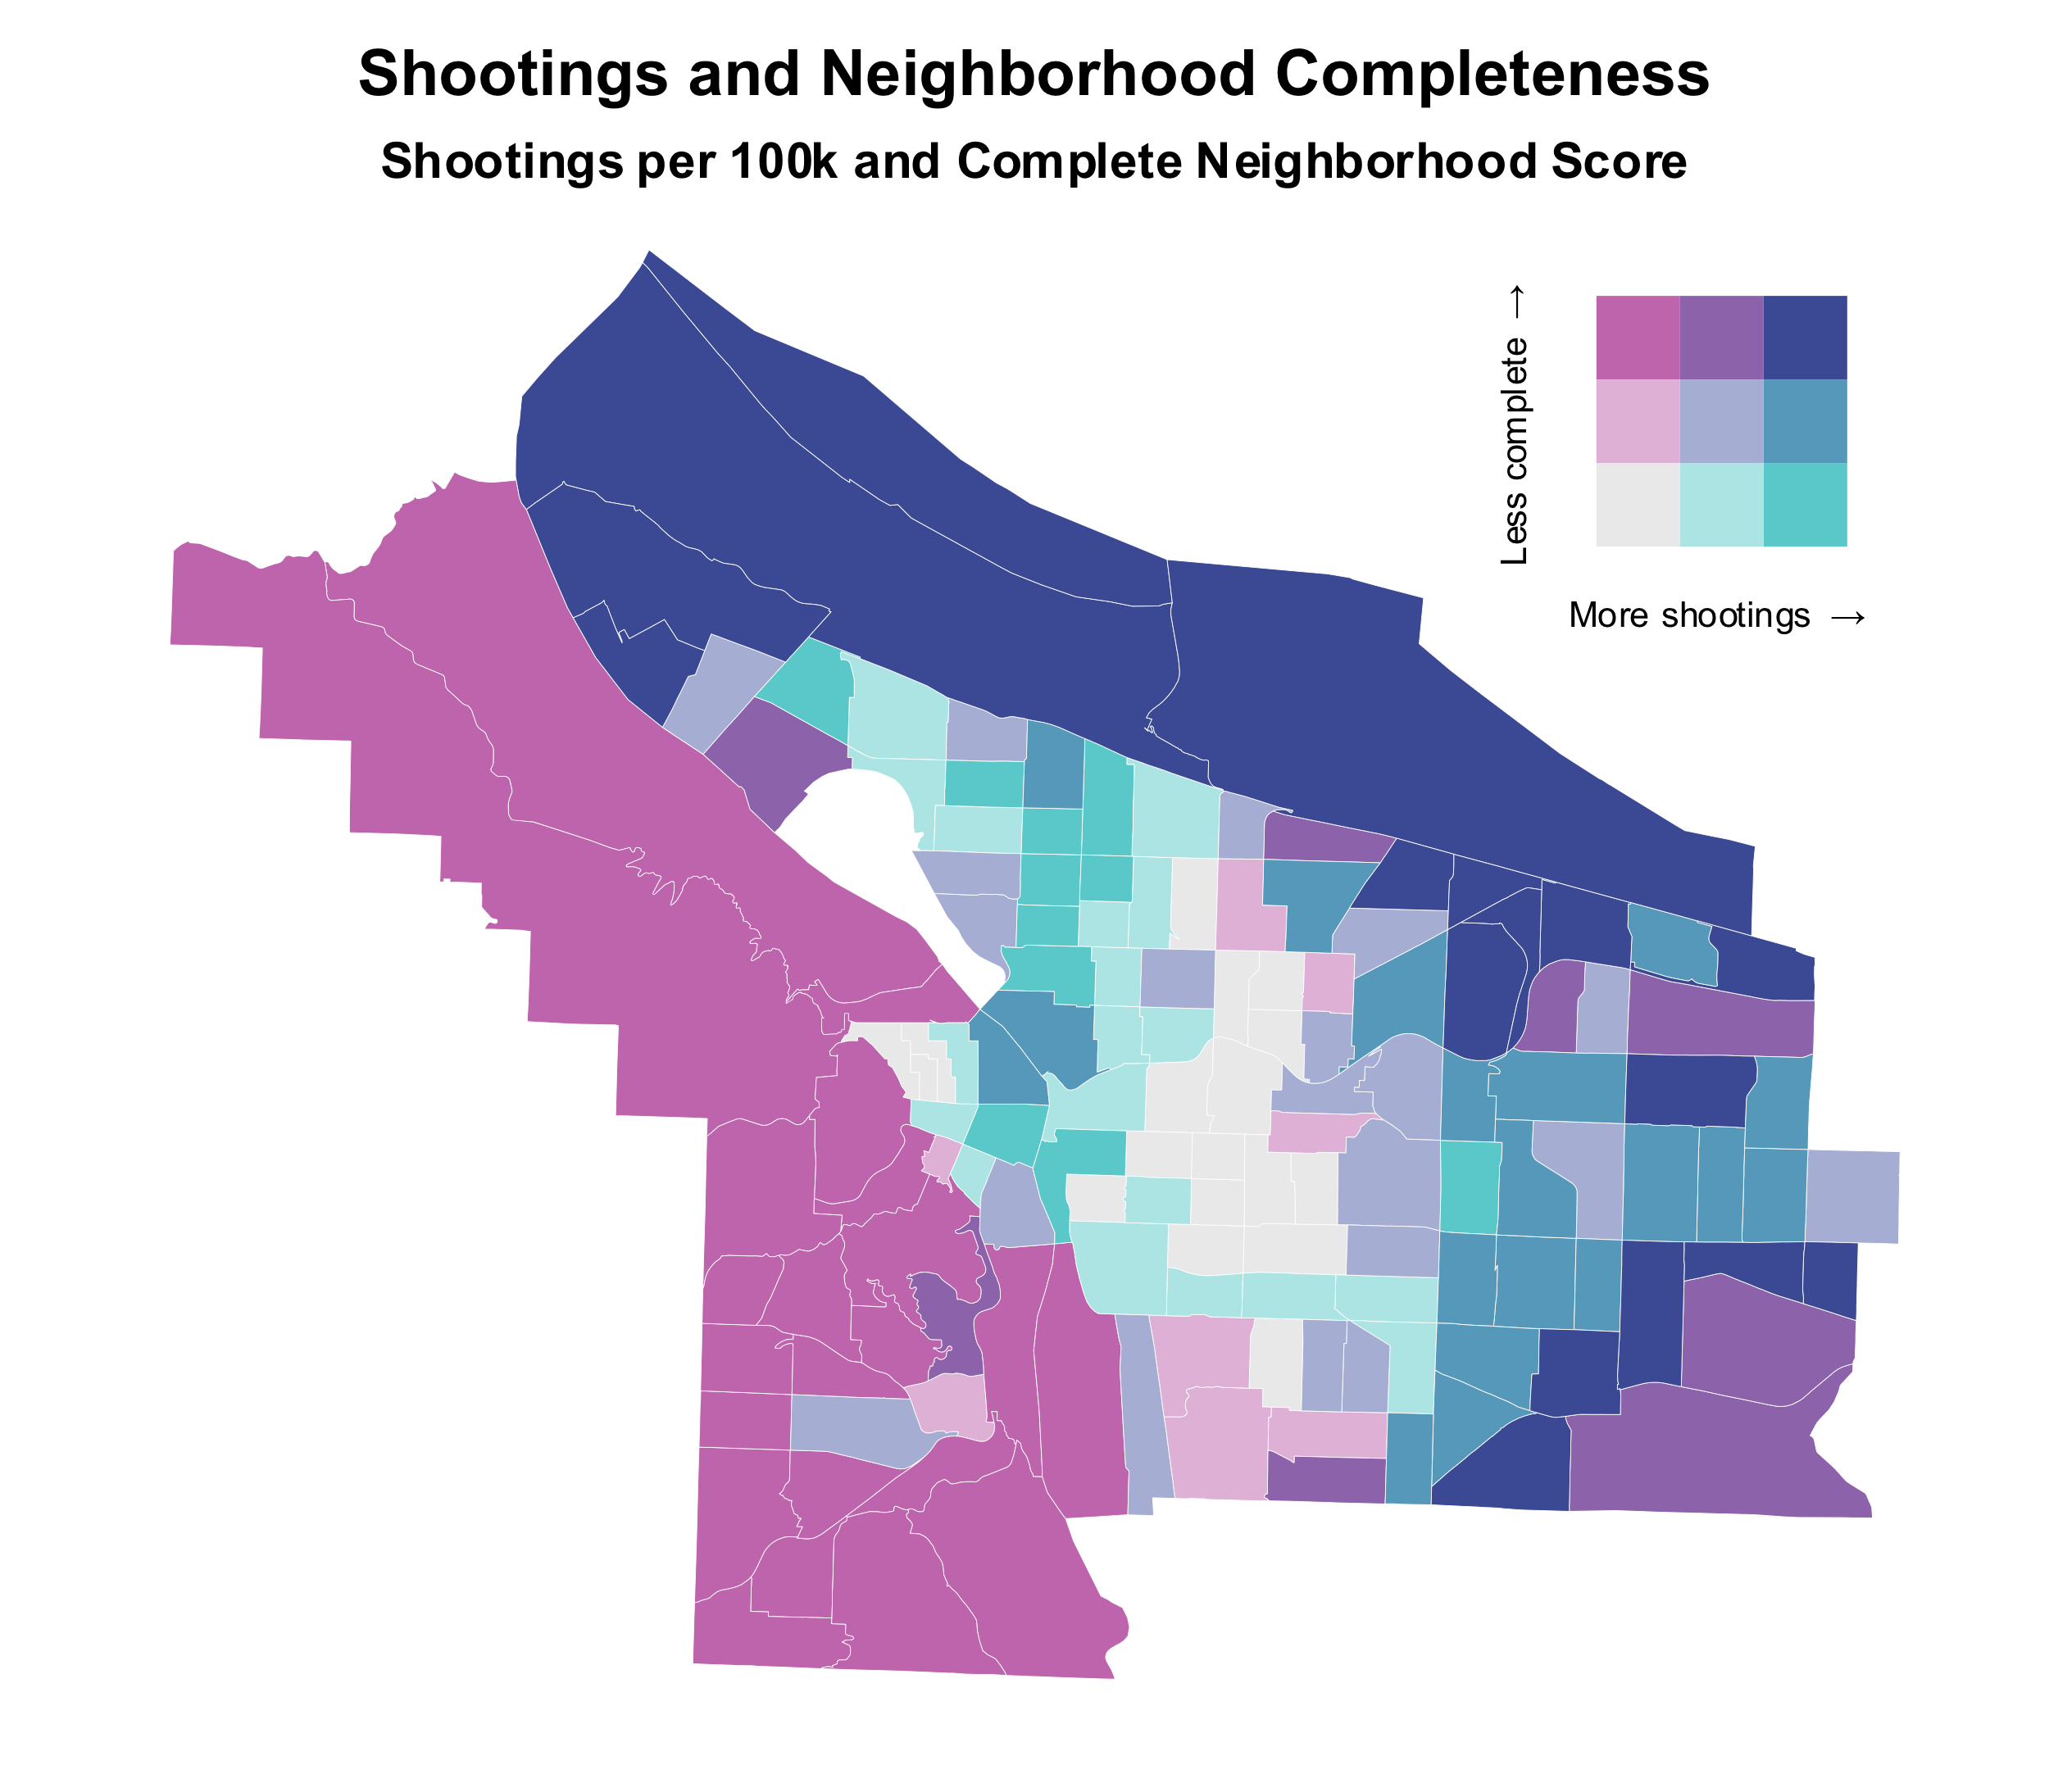 Shootings and Neighborhood Completeness
Shootings per 100k and Complete Neighborhood Score
Less complete →
More shootings →